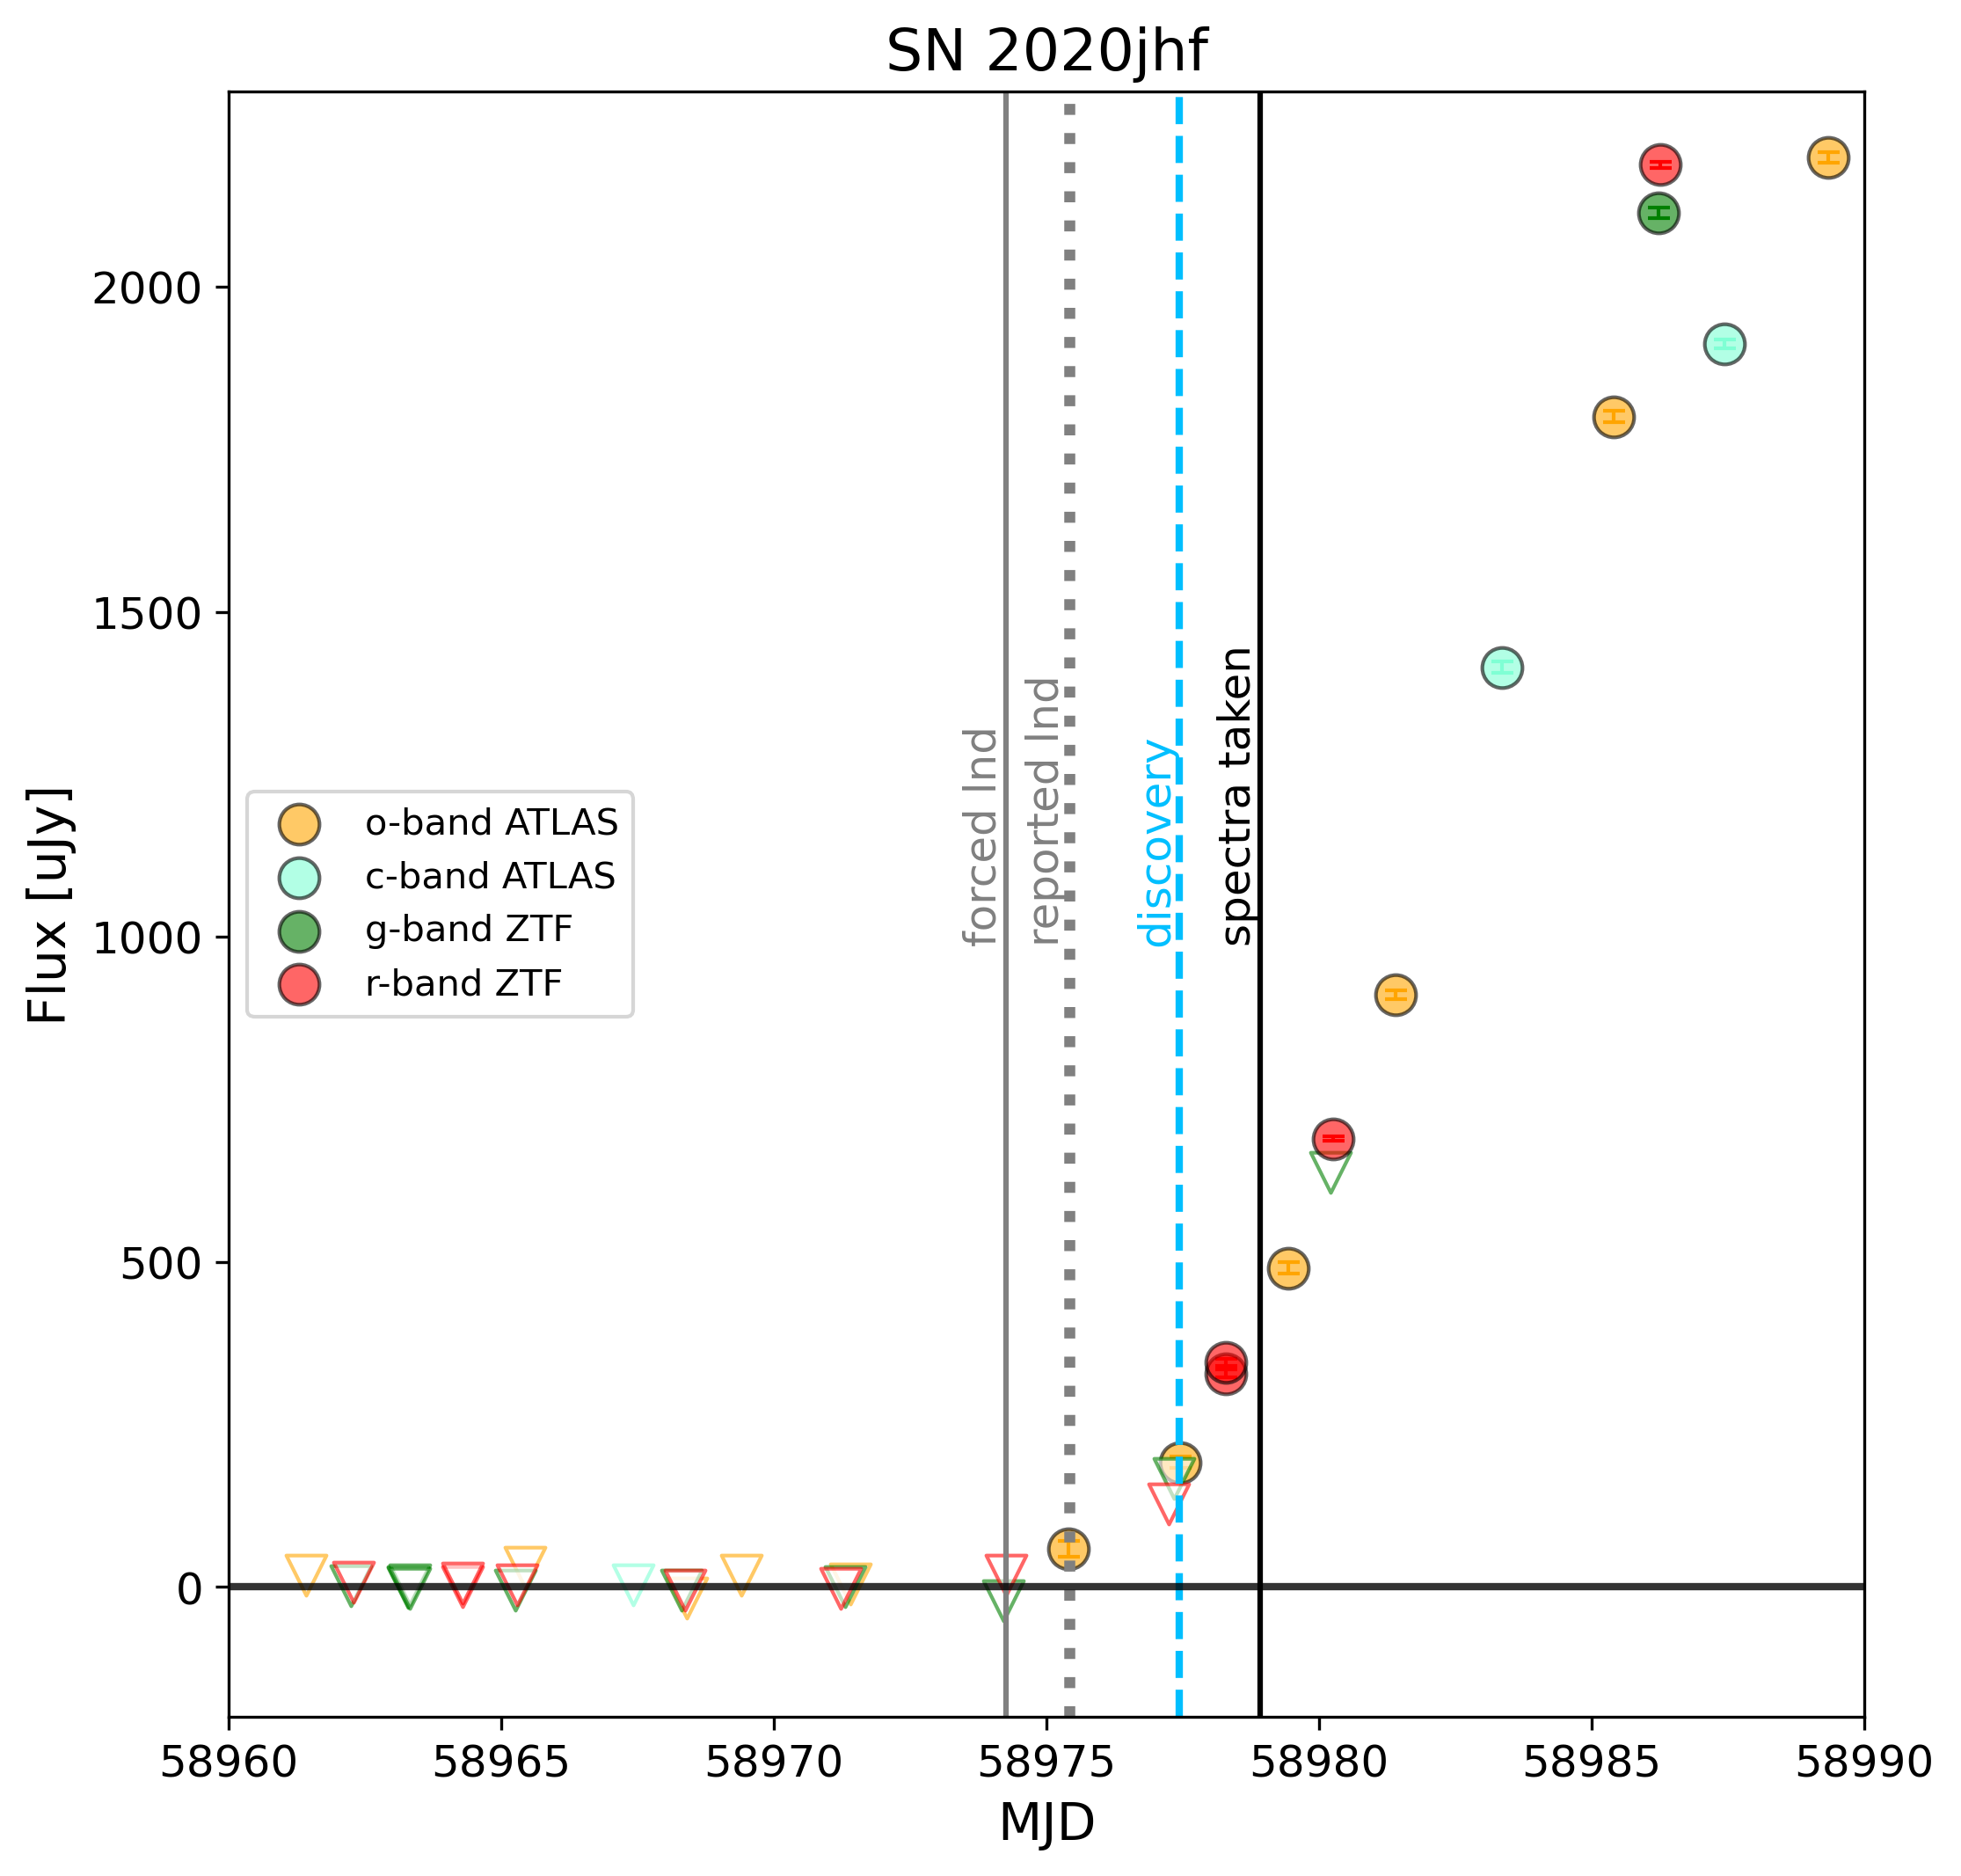 SN 2020jhf
Flux [uJy]
2000
1500
1000
500
0
forced lnd
reported lnd
discovery
spectra taken
o-band ATLAS
c-band ATLAS
g-band ZTF
r-band ZTF
58960
58965
58970
58975
58980
58985
58990
MJD